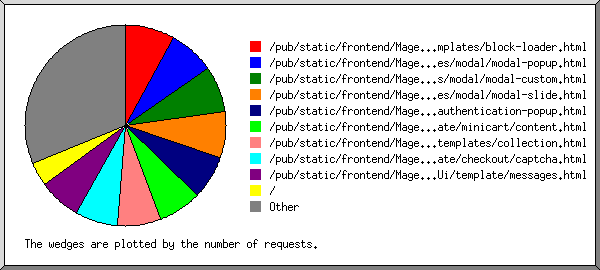 /pub/static/frontend/Mage...mplates/block-loader.html
/pub/static/frontend/Mage...es/modal/modal-popup.html
/pub/static/frontend/Mage...s/modal/modal-custom.html
/pub/static/frontend/Mage...es/modal/modal-slide.html
/pub/static/frontend/Mage...authentication-popup.html
/pub/static/frontend/Mage...ate/minicart/content.html
/pub/static/frontend/Mage...templates/collection.html
/pub/static/frontend/Mage...ate/checkout/captcha.html
/pub/static/frontend/Mage...Ui/template/messages.html
/
Other
The wedges are plotted by the number of requests.